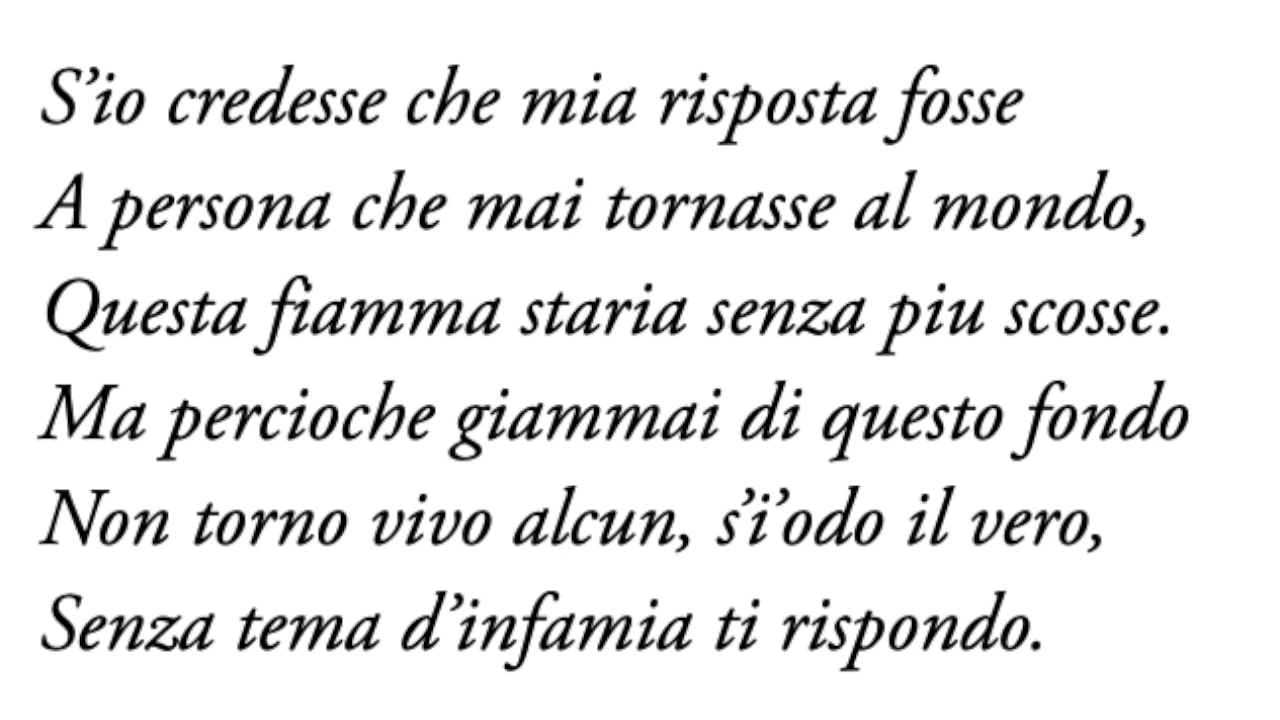 S’io credesse che mia risposta fosse
A persona che mai tornasse al mondo,
Questa fiamma staria senza piu scosse.
Ma percioche giammai di questo fondo
Non torno vivo alcun, s’i’odo il vero,
Senza tema d’infamia ti rispondo.